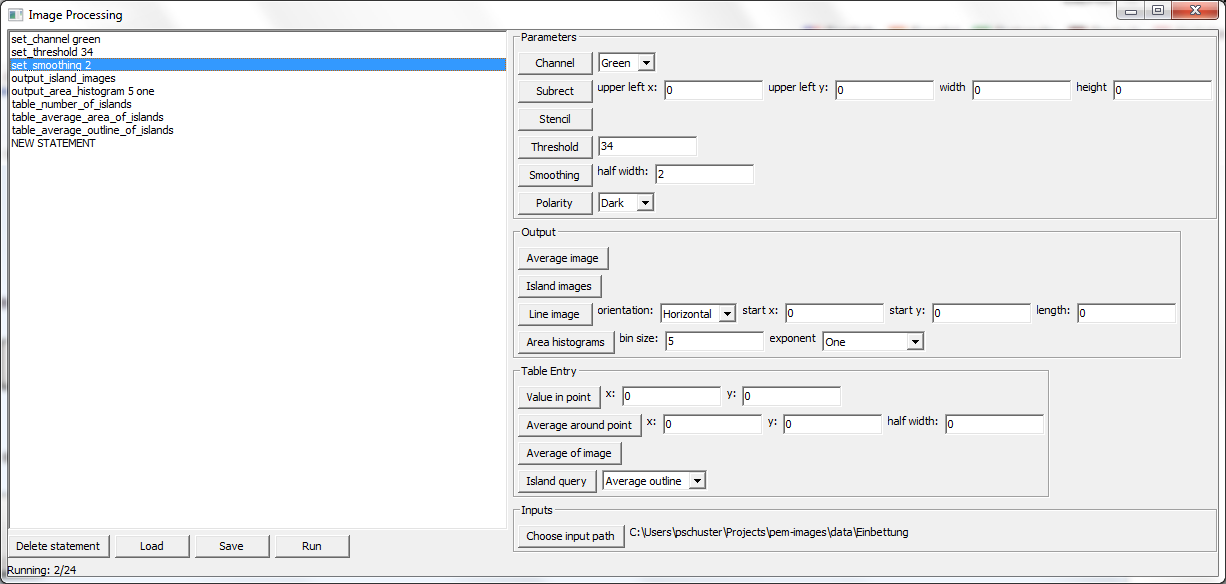 Image Processing
set_channel green
set_threshold 34
set_smoothing 2
output_island_images
output_area_histogram 5 one
table_number_of_islands
table_average_area_of_islands
table_average_outline_of_islands
NEW STATEMENT
Delete statement Load Save Run
Running: 2/24
Parameters
Channel Green
Subrect upper left x: 0 upper left y: 0 width 0 height 0
Stencil
Threshold 34
Smoothing half width: 2
Polarity Dark
Output
Average image
Island images
Line image orientation: Horizontal start x: 0 start y: 0 length: 0
Area histograms bin size: 5 exponent One
Table Entry
Value in point x: 0 y: 0
Average around point x: 0 y: 0 half width: 0
Average of image
Island query Average outline
Inputs
Choose input path C:\Users\pschuster\Projects\pem-images\data\Einbettung